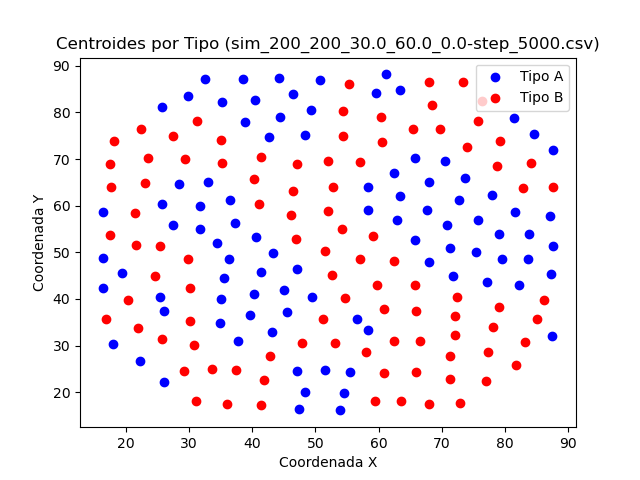 Centroides por Tipo (sim_200_200_30.0_60.0_0.0-step_5000.csv)
Tipo A
Tipo B
90
80
70
60
50
40
30
20
Coordenada Y
20 30 40 50 60 70 80 90
Coordenada X